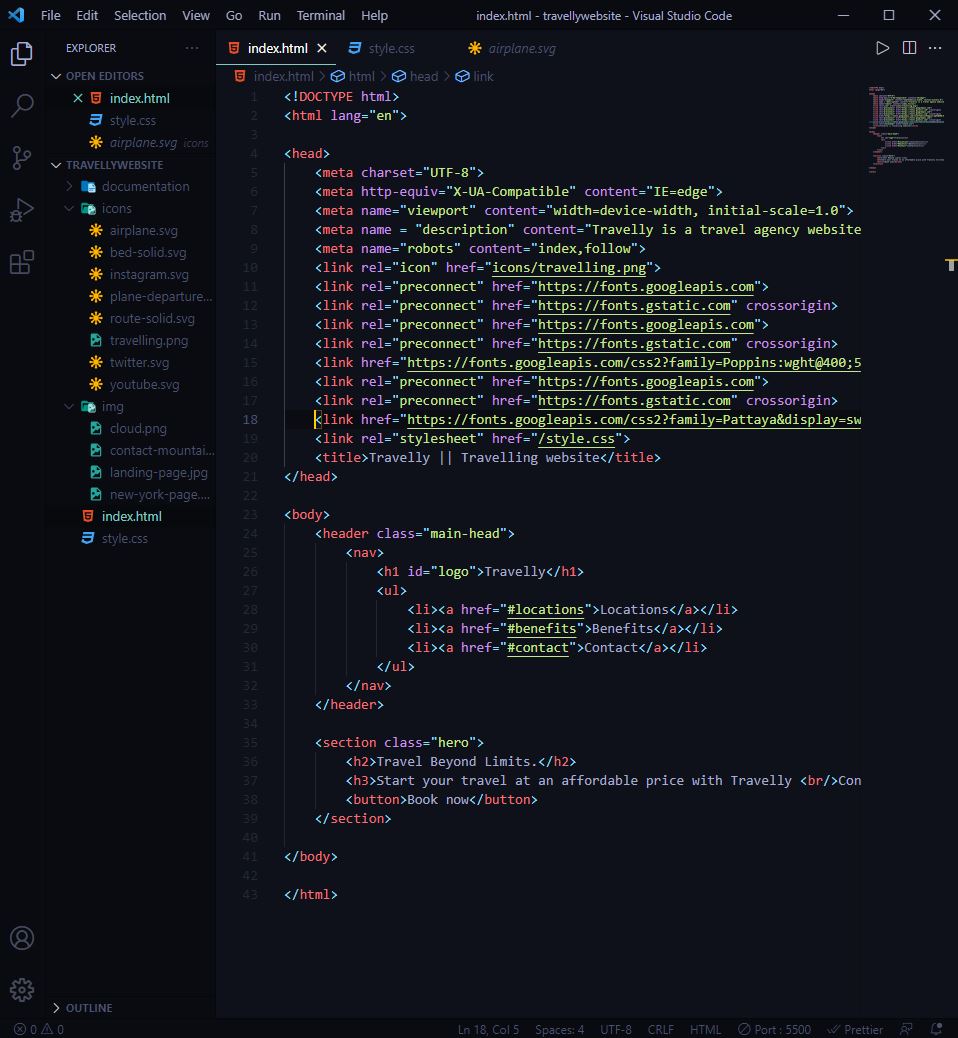 File Edit Selection View Go Run Terminal Help index.html - travellywebsite - Visual Studio Code
EXPLORER
OPEN EDITORS
index.html
style.css
airplane.svg icons
TRAVELLYWEBSITE
documentation
icons
airplane.svg
bed-solid.svg
instagram.svg
plane-departure...
route-solid.svg
travelling.png
twitter.svg
youtube.svg
img
cloud.png
contact-mountai...
landing-page.jpg
new-york-page....
index.html
style.css
OUTLINE
index.html style.css airplane.svg
index.html > html > head > link
1 <!DOCTYPE html>
2 <html lang="en">
3
4 <head>
5 <meta charset="UTF-8">
6 <meta http-equiv="X-UA-Compatible" content="IE=edge">
7 <meta name="viewport" content="width=device-width, initial-scale=1.0">
8 <meta name = "description" content="Travelly is a travel agency website
9 <meta name="robots" content="index,follow">
10 <link rel="icon" href="icons/travelling.png">
11 <link rel="preconnect" href="https://fonts.googleapis.com">
12 <link rel="preconnect" href="https://fonts.gstatic.com" crossorigin>
13 <link rel="preconnect" href="https://fonts.googleapis.com">
14 <link rel="preconnect" href="https://fonts.gstatic.com" crossorigin>
15 <link href="https://fonts.googleapis.com/css2?family=Poppins:wght@400;5
16 <link rel="preconnect" href="https://fonts.googleapis.com">
17 <link rel="preconnect" href="https://fonts.gstatic.com" crossorigin>
18 <link href="https://fonts.googleapis.com/css2?family=Pattaya&display=sw
19 <link rel="stylesheet" href="/style.css">
20 <title>Travelly || Travelling website</title>
21 </head>
22
23 <body>
24 <header class="main-head">
25 <nav>
26 <h1 id="logo">Travelly</h1>
27 <ul>
28 <li><a href="#locations">Locations</a></li>
29 <li><a href="#benefits">Benefits</a></li>
30 <li><a href="#contact">Contact</a></li>
31 </ul>
32 </nav>
33 </header>
34
35 <section class="hero">
36 <h2>Travel Beyond Limits.</h2>
37 <h3>Start your travel at an affordable price with Travelly <br/>Con
38 <button>Book now</button>
39 </section>
40
41 </body>
42
43 </html>
0 0 Ln 18, Col 5 Spaces: 4 UTF-8 CRLF HTML Port : 5500 Prettier